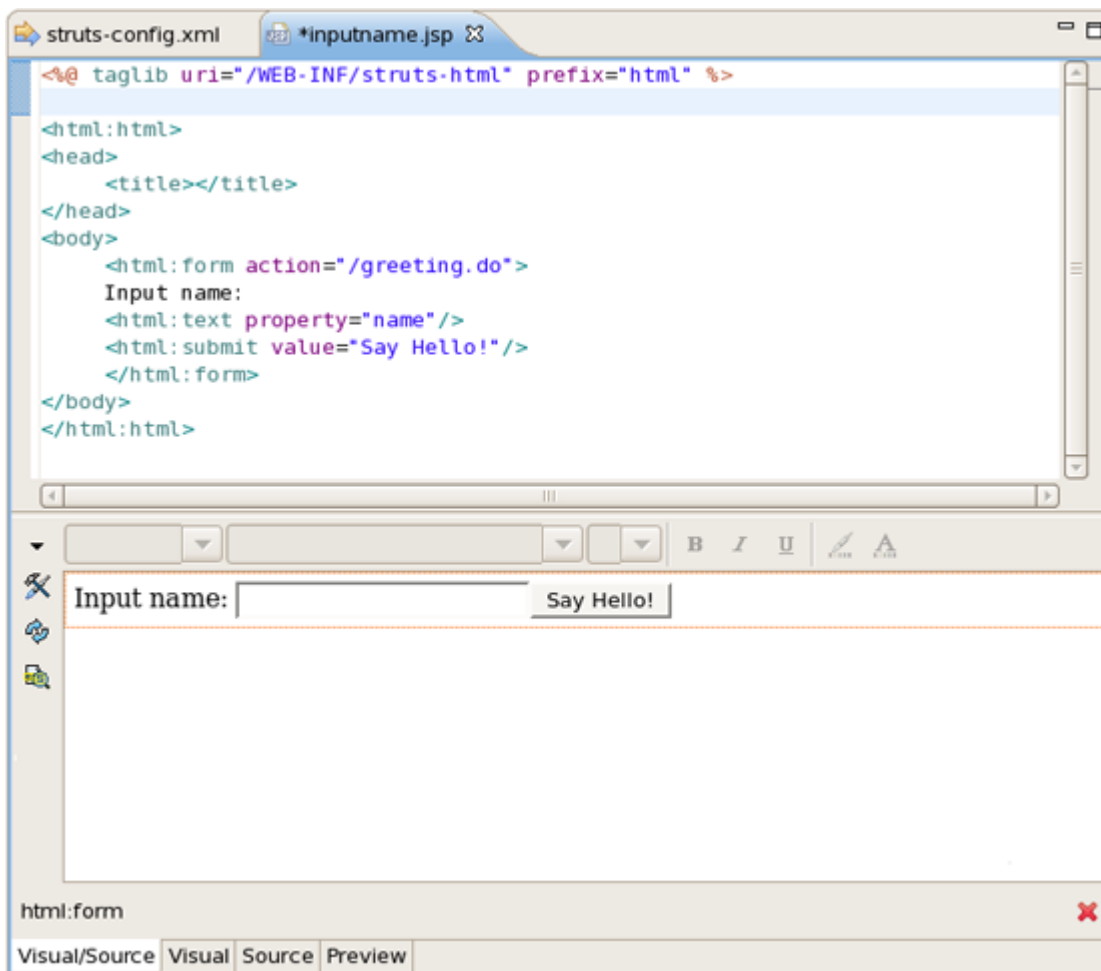 struts-config.xml *inputname.jsp
<%@ taglib uri="/WEB-INF/struts-html" prefix="html" %>
<html:html>
<head>
<title></title>
</head>
<body>
<html:form action="/greeting.do">
Input name:
<html:text property="name"/>
<html:submit value="Say Hello!"/>
</html:form>
</body>
</html:html>
B I U A
Input name: Say Hello!
html:form
Visual/Source Visual Source Preview